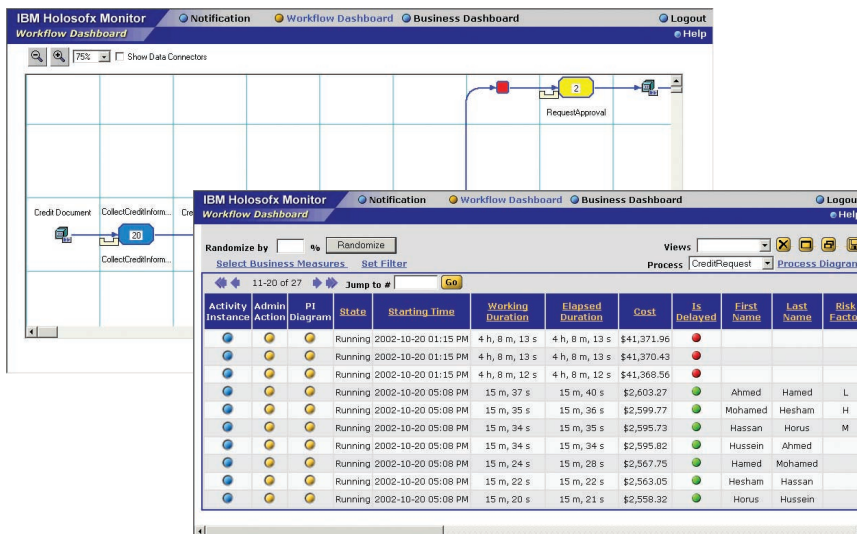 IBM Holosofx Monitor Notification Workflow Dashboard Business Dashboard Logout
Workflow Dashboard Help
75% Show Data Connectors
2
RequestApproval
Credit Document CollectCreditInform... Cre
20
CollectCreditInform...
IBM Holosofx Monitor Notification Workflow Dashboard Business Dashboard Logou
Workflow Dashboard Help
Randomize by % Randomize Views
Select Business Measures Set Filter Process CreditRequest Process Diagran
11-20 of 27 Jump to # Go
Activity Instance Admin Action PI Diagram State Starting Time Working Duration Elapsed Duration Cost Is Delayed First Name Last Name Risk Facto
Running 2002-10-20 01:15 PM 4 h, 8 m, 13 s 4 h, 8 m, 13 s $41,371.96
Running 2002-10-20 01:15 PM 4 h, 8 m, 13 s 4 h, 8 m, 13 s $41,370.43
Running 2002-10-20 01:15 PM 4 h, 8 m, 12 s 4 h, 8 m, 12 s $41,368.56
Running 2002-10-20 05:08 PM 15 m, 37 s 15 m, 40 s $2,603.27 Ahmed Hamed L
Running 2002-10-20 05:08 PM 15 m, 35 s 15 m, 36 s $2,599.77 Mohamed Hesham H
Running 2002-10-20 05:08 PM 15 m, 34 s 15 m, 35 s $2,595.73 Hassan Horus M
Running 2002-10-20 05:08 PM 15 m, 34 s 15 m, 34 s $2,595.82 Hussein Ahmed
Running 2002-10-20 05:08 PM 15 m, 24 s 15 m, 28 s $2,567.75 Hamed Mohamed
Running 2002-10-20 05:08 PM 15 m, 22 s 15 m, 22 s $2,563.05 Hesham Hassan
Running 2002-10-20 05:08 PM 15 m, 20 s 15 m, 21 s $2,558.32 Horus Hussein